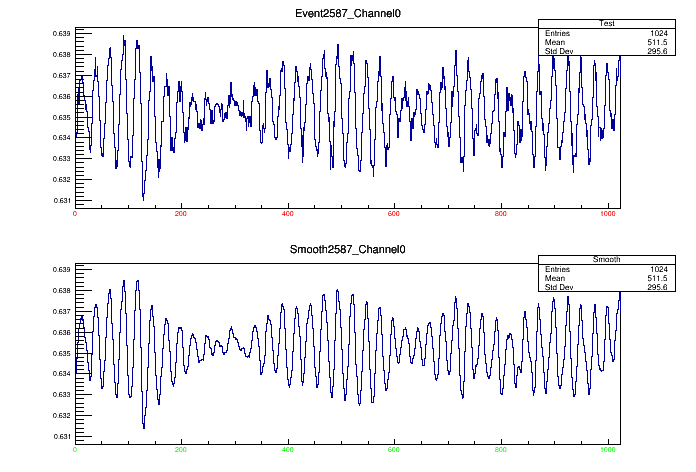 Event2587_Channel0
Test
Entries 1024
Mean 511.5
Std Dev 295.6
0.639
0.638
0.637
0.636
0.635
0.634
0.633
0.632
0.631
0 200 400 600 800 1000
Smooth2587_Channel0
Smooth
Entries 1024
Mean 511.5
Std Dev 295.6
0.639
0.638
0.637
0.636
0.635
0.634
0.633
0.632
0.631
0 200 400 600 800 1000